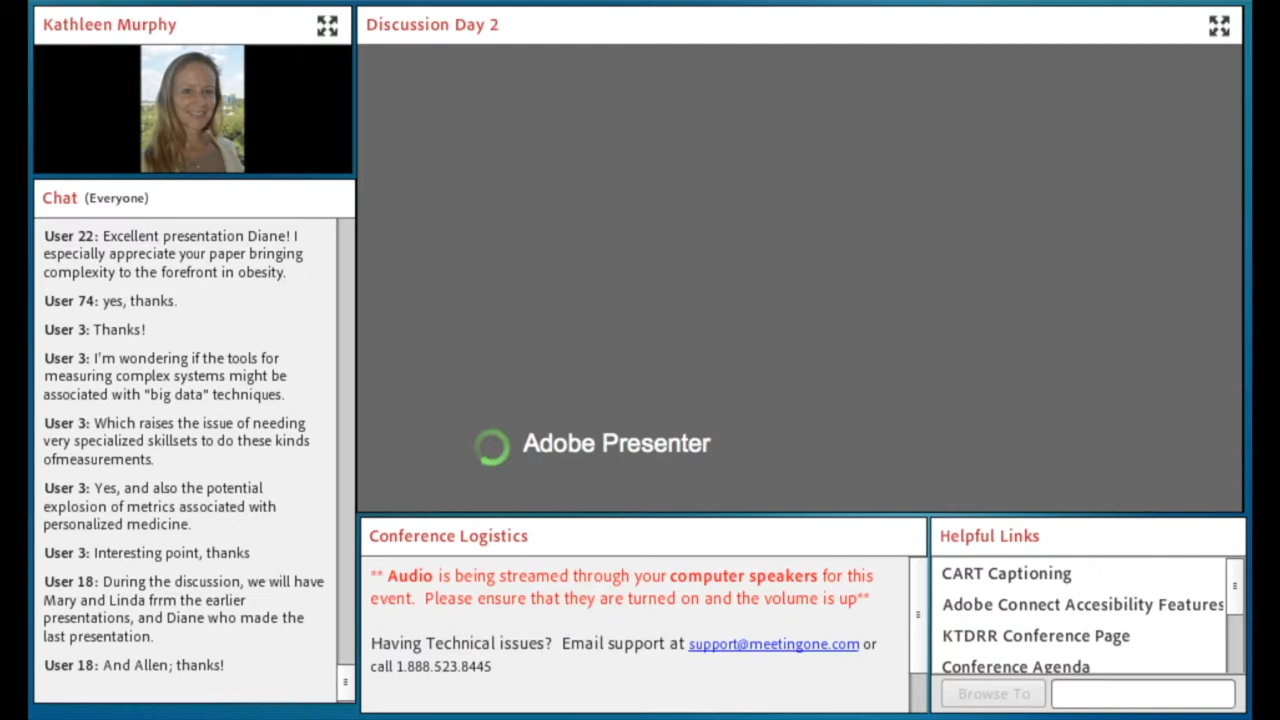 Kathleen Murphy
Discussion Day 2
Chat (Everyone)
User 22: Excellent presentation Diane! I
especially appreciate your paper bringing
complexity to the forefront in obesity.
User 74: yes, thanks.
User 3: Thanks!
User 3: I'm wondering if the tools for
measuring complex systems might be
associated with "big data" techniques.
User 3: Which raises the issue of needing
very specialized skillsets to do these kinds
ofmeasurements.
User 3: Yes, and also the potential
explosion of metrics associated with
personalized medicine.
User 3: Interesting point, thanks
User 18: During the discussion, we will have
Mary and Linda frrm the earlier
presentations, and Diane who made the
last presentation.
User 18: And Allen; thanks!
Adobe Presenter
Conference Logistics
** Audio is being streamed through your computer speakers for this
event. Please ensure that they are turned on and the volume is up**
Having Technical issues? Email support at support@meetingone.com or
call 1.888.523.8445
Helpful Links
CART Captioning
Adobe Connect Accesibility Features
KTDRR Conference Page
Conference Agenda
Browse To